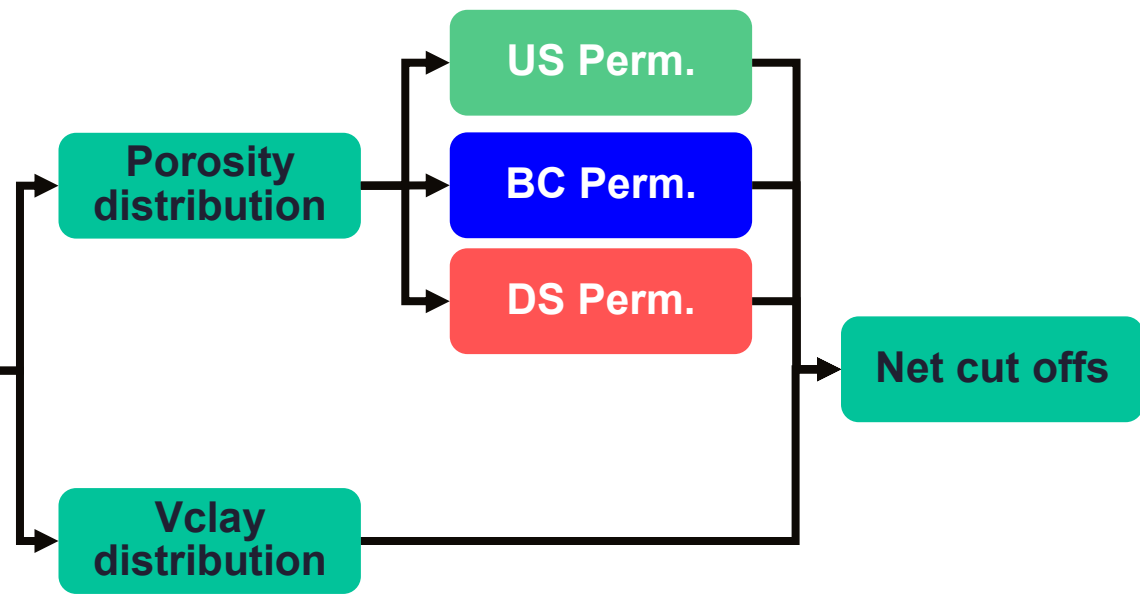 US Perm.
Porosity
distribution
BC Perm.
DS Perm.
Net cut offs
Vclay
distribution